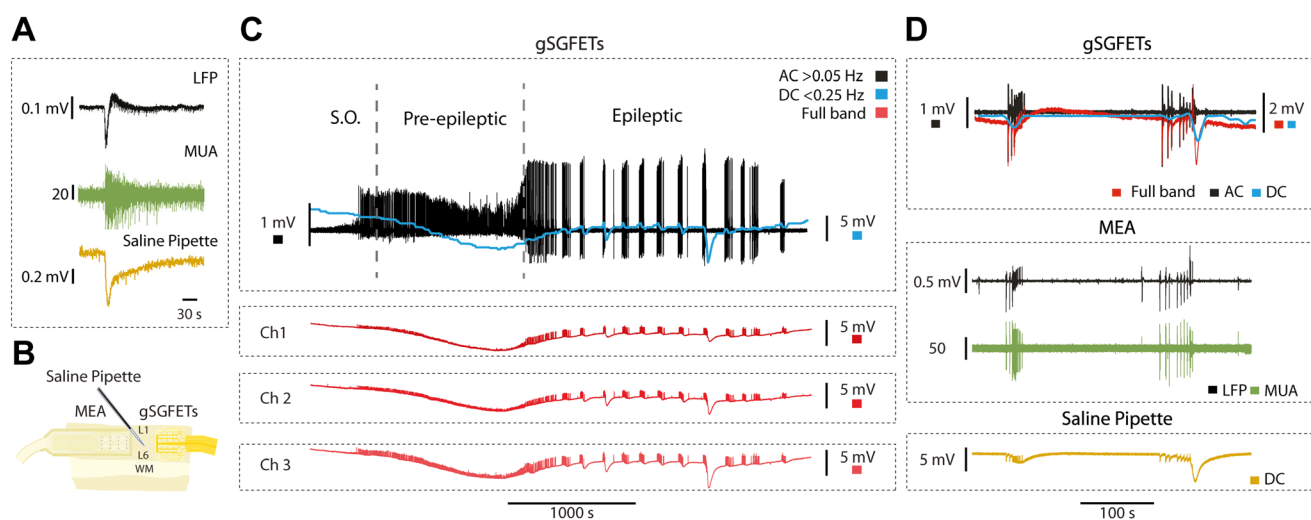 A
LFP
0.1 mV
MUA
20
Saline Pipette
0.2 mV
30 s
B
Saline Pipette
MEA
gSGFETs
L1
L6
WM
C
gSGFETs
AC >0.05 Hz
DC <0.25 Hz
Full band
S.O.
Pre-epileptic
Epileptic
1 mV
5 mV
Ch1
5 mV
Ch 2
5 mV
Ch 3
5 mV
1000 s
D
gSGFETs
1 mV
2 mV
Full band
AC
DC
MEA
0.5 mV
50
LFP
MUA
Saline Pipette
5 mV
DC
100 s